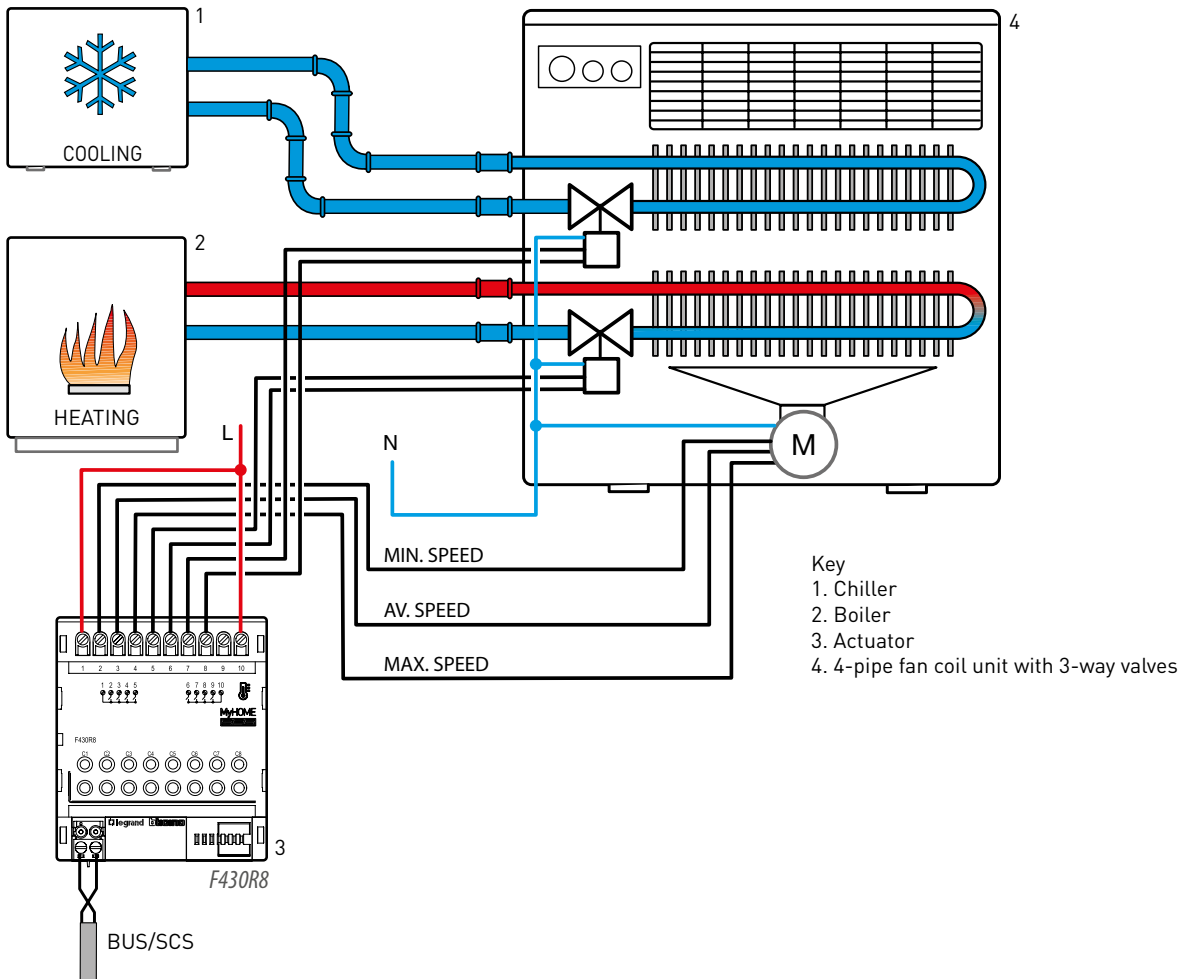 1
COOLING
4
2
HEATING
L
N
MIN. SPEED
AV. SPEED
MAX. SPEED
Key
1. Chiller
2. Boiler
3. Actuator
4. 4-pipe fan coil unit with 3-way valves
M
1 2 3 4 5 6 7 8 9 10
1 2 3 4 5 6 7 8 9 10
MyHOME
F430R8
C1 C2 C3 C4 C5 C6 C7 C8
legrand bticino
3
F430R8
BUS/SCS